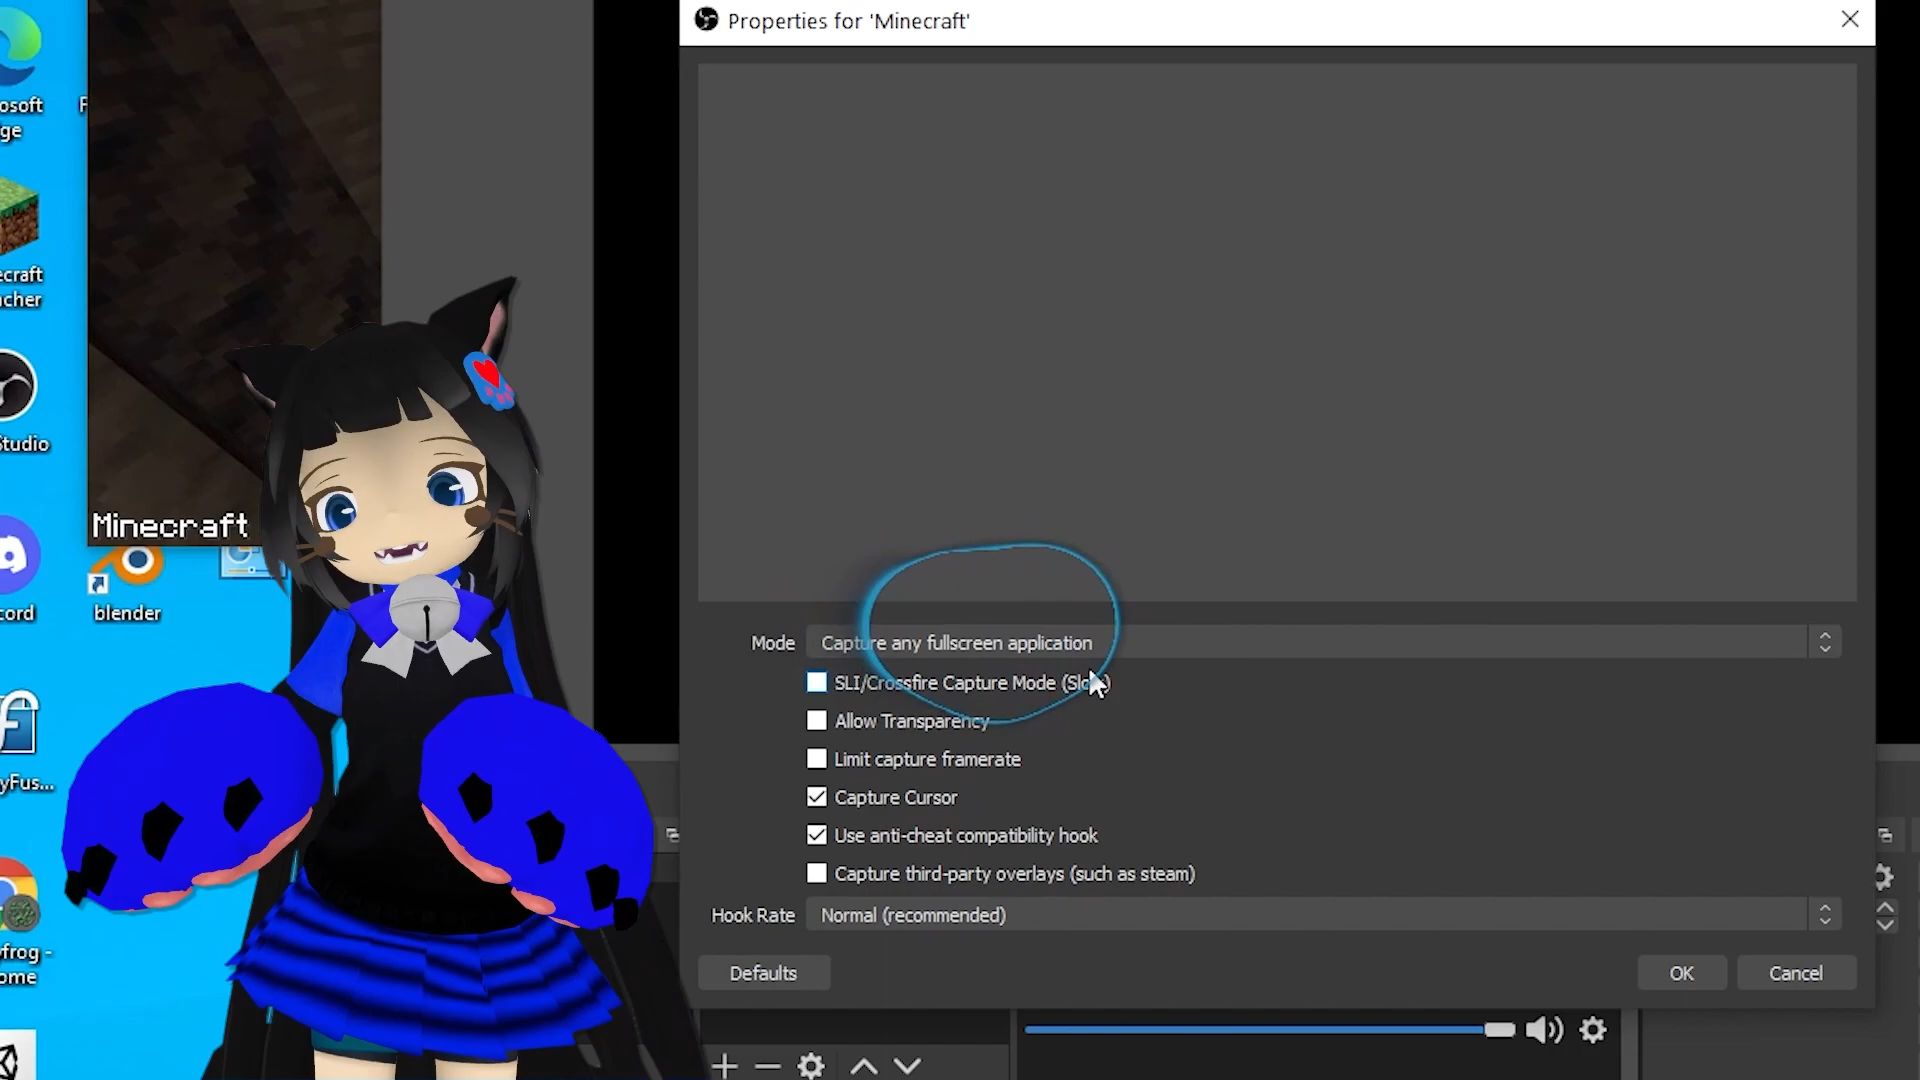 Properties for 'Minecraft'
osoft
ge
F
ecraft
cher
Studio
Minecraft
cord
blender
yFus...
yfrog -
ome
Mode
Capture any fullscreen application
SLI/Crossfire Capture Mode (Slow)
Allow Transparency
Limit capture framerate
Capture Cursor
Use anti-cheat compatibility hook
Capture third-party overlays (such as steam)
Hook Rate
Normal (recommended)
Defaults
OK
Cancel